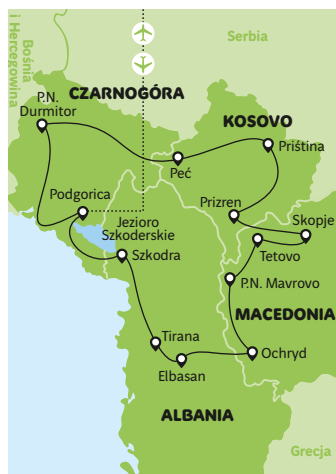 Bośnia
i Hercegowina
Serbia
CZARNOGÓRA
P.N.
Durmitor
KOSOVO
Priština
Peć
Podgorica
Prizren
Skopje
Jezioro
Szkoderskie
Tetovo
Szkodra
P.N. Mavrovo
MACEDONIA
Tirana
Ochryd
Elbasan
ALBANIA
Grecja